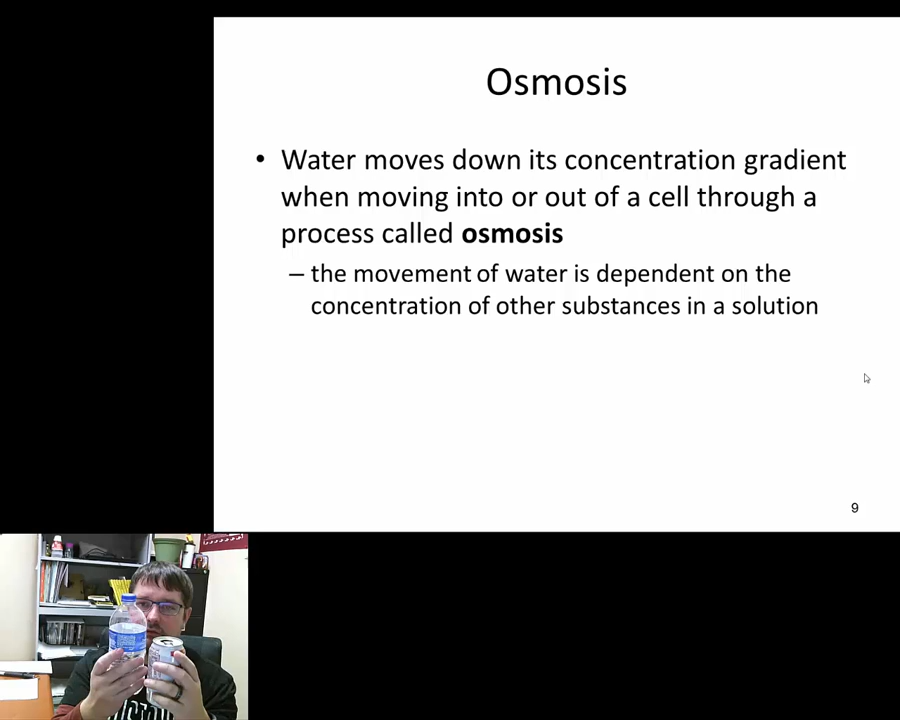 Osmosis
• Water moves down its concentration gradient
when moving into or out of a cell through a
process called osmosis
– the movement of water is dependent on the
concentration of other substances in a solution
9